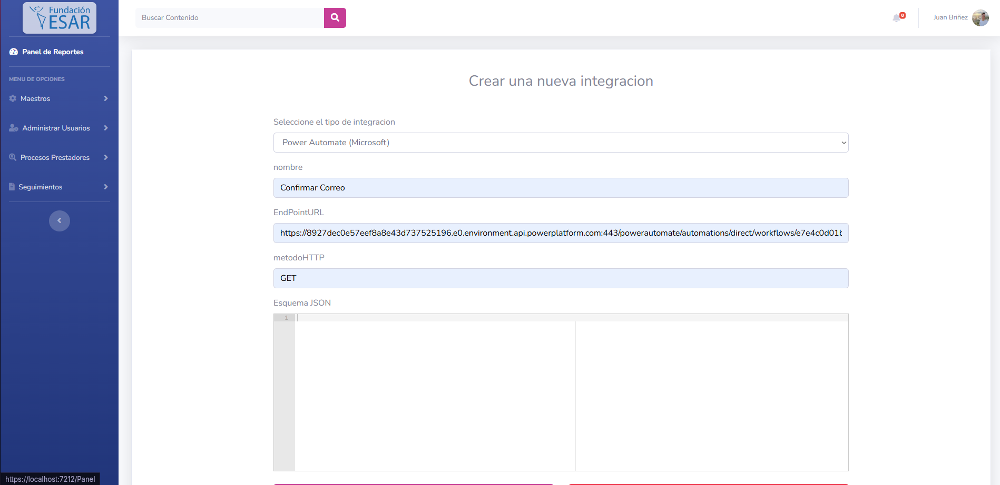 Fundación
ESAR
Buscar Contenido
0
Juan Briñez
Panel de Reportes
MENU DE OPCIONES
Maestros
Administrar Usuarios
Procesos Prestadores
Seguimientos
Crear una nueva integracion
Seleccione el tipo de integracion
Power Automate (Microsoft)
nombre
Confirmar Correo
EndPointURL
https://8927dec0e57eef8a8e43d737525196.e0.environment.api.powerplatform.com:443/powerautomate/automations/direct/workflows/e7e4c0d01b
metodoHTTP
GET
Esquema JSON
1
https://localhost:7212/Panel